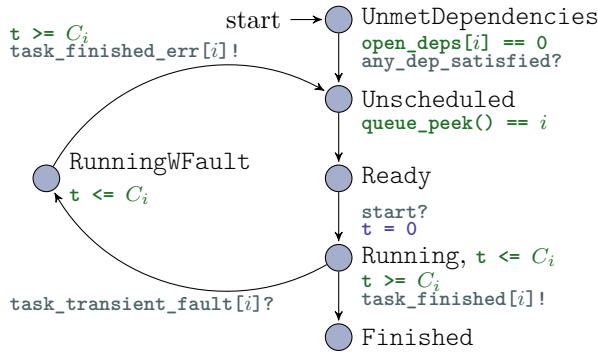 start
UnmetDependencies
t >= C_i
task_finished_err[i]!
open_deps[i] == 0
any_dep_satisfied?
Unscheduled
queue_peek() == i
RunningWFault
t <= C_i
Ready
start?
t = 0
Running, t <= C_i
t >= C_i
task_finished[i]!
task_transient_fault[i]?
Finished